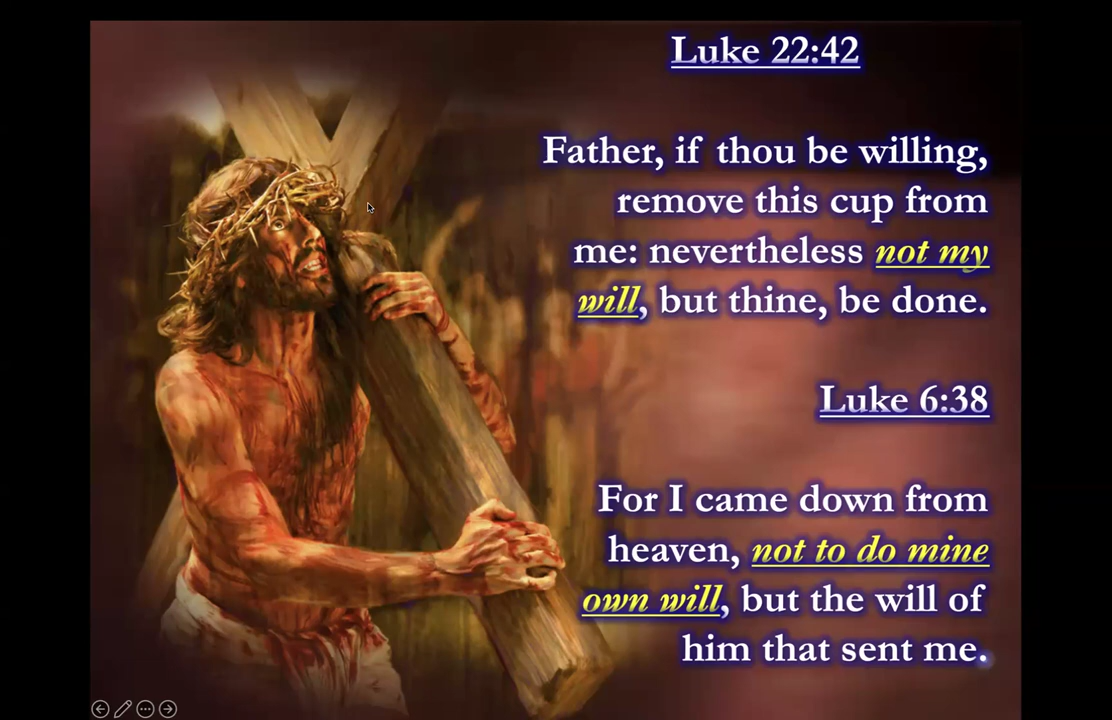 Luke 22:42
Father, if thou be willing,
remove this cup from
me: nevertheless not my
will, but thine, be done.
Luke 6:38
For I came down from
heaven, not to do mine
own will, but the will of
him that sent me.